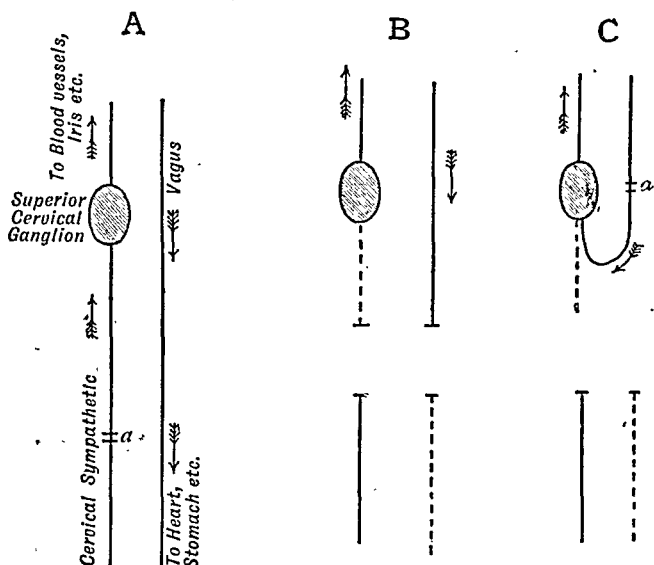 A
B
C
To Blood vessels,
Iris etc.
Vagus
Superior
Cervical
Ganglion
a
Cervical Sympathetic
a
To Heart,
Stomach etc.